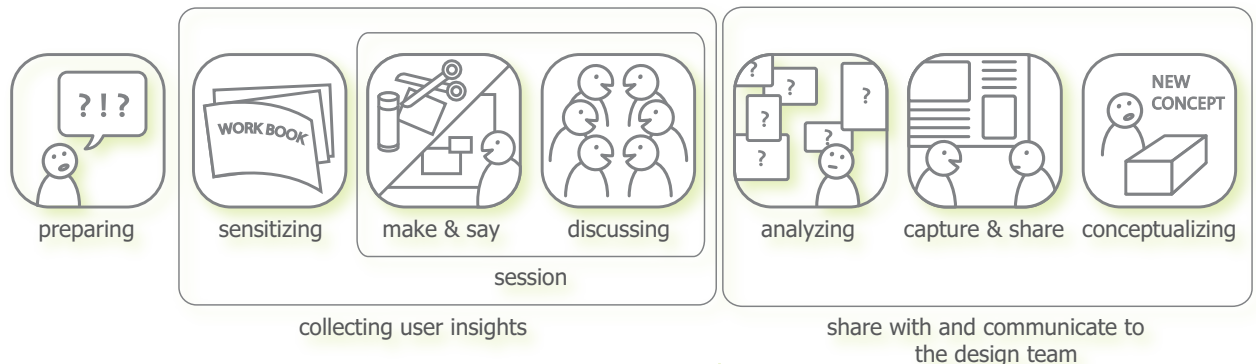 ? ! ?
preparing
WORK BOOK
sensitizing
make & say
discussing
session
collecting user insights
?
?
?
?
?
?
analyzing
capture & share
NEW
CONCEPT
conceptualizing
share with and communicate to
the design team